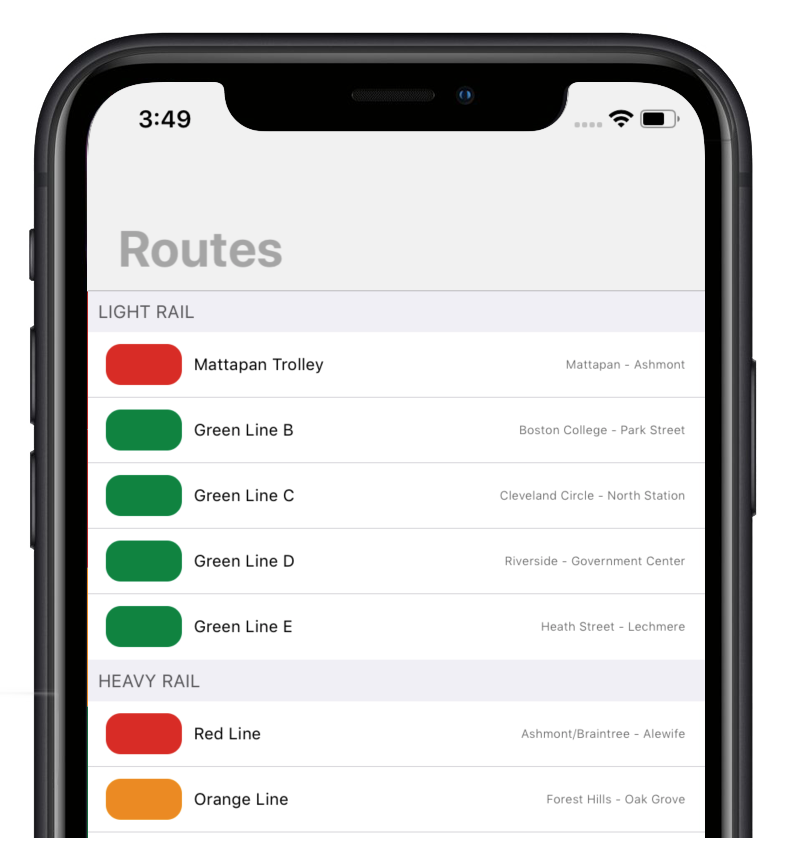 3:49
Routes
LIGHT RAIL
Mattapan Trolley Mattapan - Ashmont
Green Line B Boston College - Park Street
Green Line C Cleveland Circle - North Station
Green Line D Riverside - Government Center
Green Line E Heath Street - Lechmere
HEAVY RAIL
Red Line Ashmont/Braintree - Alewife
Orange Line Forest Hills - Oak Grove